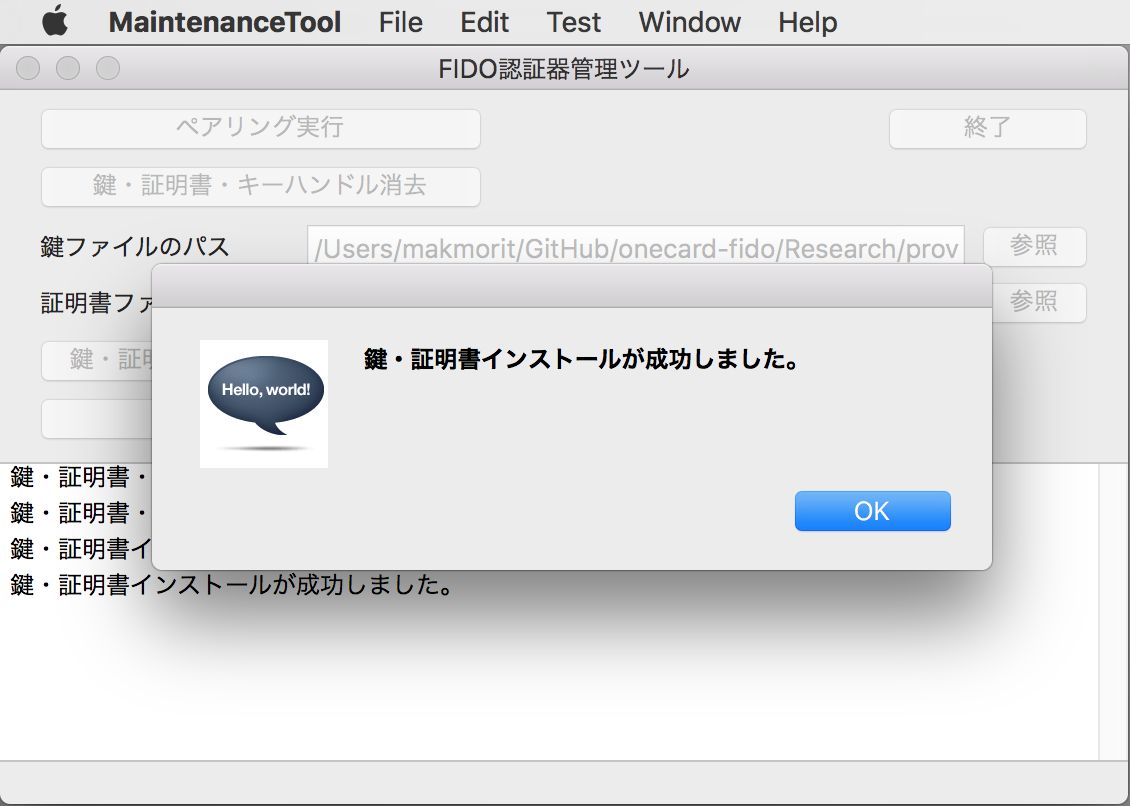 MaintenanceTool File Edit Test Window Help
FIDO認証器管理ツール
ペアリング実行 終了
鍵・証明書・キーハンドル消去
鍵ファイルのパス /Users/makmorit/GitHub/onecard-fido/Research/prov 参照
証明書ファ 参照
鍵・証明
Hello, world!
鍵・証明書インストールが成功しました。
OK
鍵・証明書・
鍵・証明書・
鍵・証明書イ
鍵・証明書インストールが成功しました。